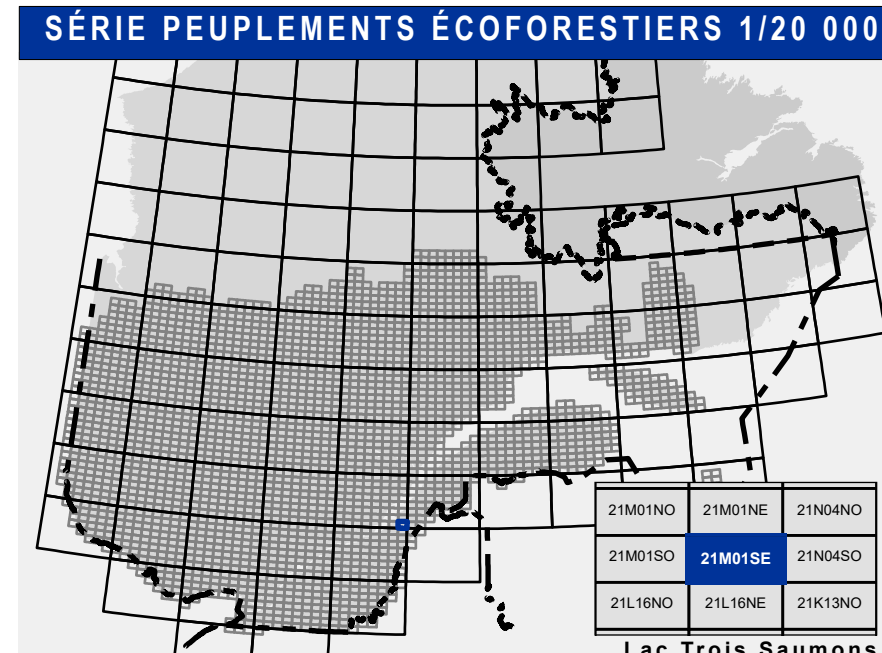 SÉRIE PEUPLEMENTS ÉCOFORESTIERS 1/20 000
21M01NO 21M01NE 21N04NO
21M01SO 21M01SE 21N04SO
21L16NO 21L16NE 21K13NO
Lac Trois Saumons